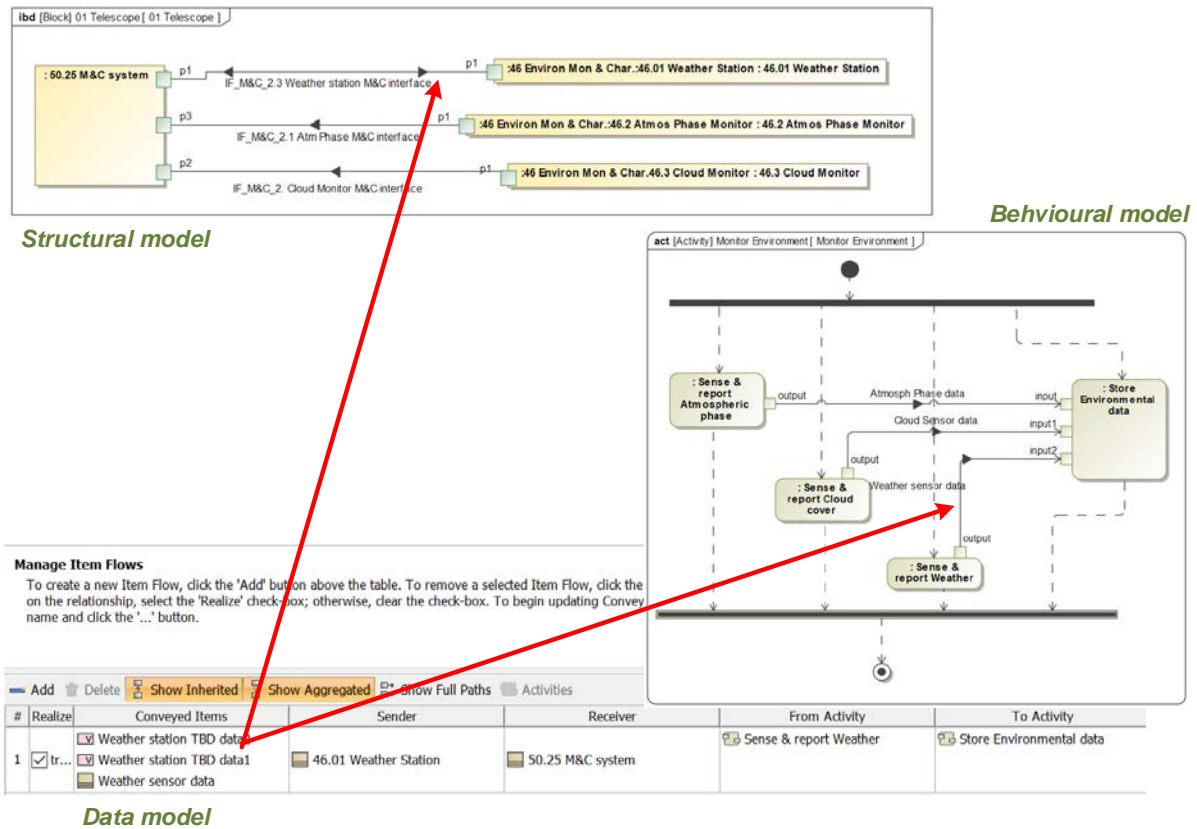 ibd [Block] 01 Telescope [ 01 Telescope ]
: 50.25 M&C system
p1
IF_M&C_2.3 Weather station M&C interface
p1
:46 Environ Mon & Char.:46.01 Weather Station : 46.01 Weather Station
p3
IF_M&C_2.1 Atm Phase M&C interface
p1
:46 Environ Mon & Char.:46.2 Atmos Phase Monitor : 46.2 Atmos Phase Monitor
p2
IF_M&C_2. Cloud Monitor M&C interface
p1
:46 Environ Mon & Char.46.3 Cloud Monitor : 46.3 Cloud Monitor
Structural model
Behvioural model
act [Activity] Monitor Environment [ Monitor Environment ]
: Sense &
report
Atmospheric
phase
output
Atmosph Phase data
input
: Store
Environmental
data
Cloud Sensor data
input1
input2
output
: Sense &
report Cloud
cover
Weather sensor data
output
: Sense &
report Weather
Manage Item Flows
To create a new Item Flow, click the 'Add' button above the table. To remove a selected Item Flow, click the
on the relationship, select the 'Realize' check-box; otherwise, clear the check-box. To begin updating Convey
name and click the '...' button.
Add Delete Show Inherited Show Aggregated Show Full Paths Activities
# Realize Conveyed Items Sender Receiver From Activity To Activity
Weather station TBD data
1 tr... Weather station TBD data1 46.01 Weather Station 50.25 M&C system Sense & report Weather Store Environmental data
Weather sensor data
Data model